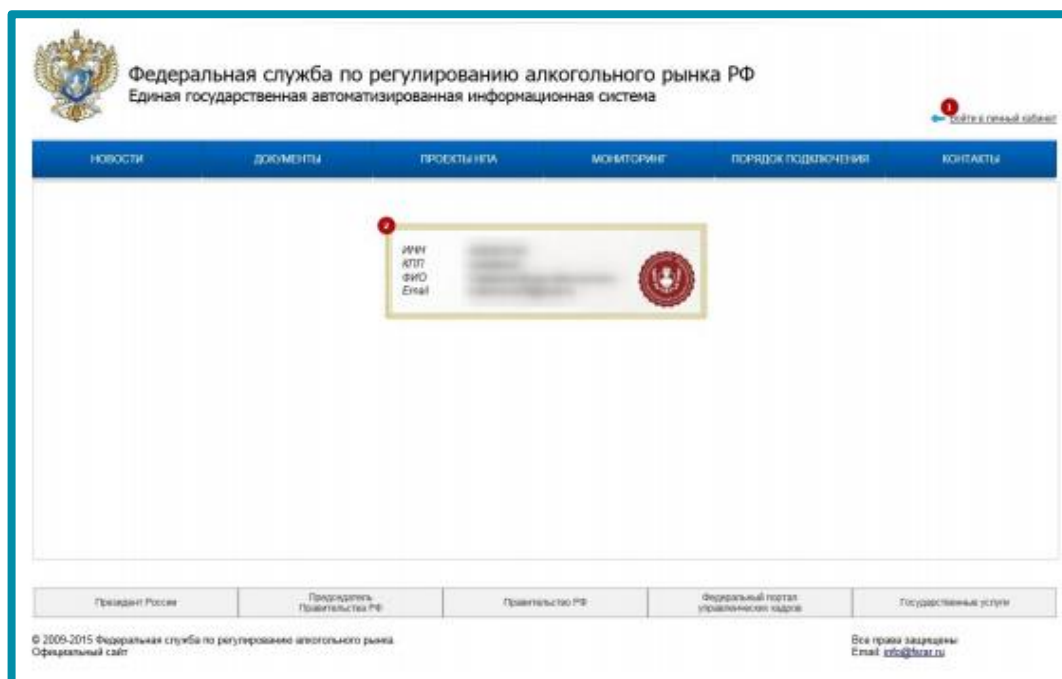 Федеральная служба по регулированию алкогольного рынка РФ
Единая государственная автоматизированная информационная система
1
Войти в личный кабинет
НОВОСТИ ДОКУМЕНТЫ ПРОЕКТЫ НПА МОНИТОРИНГ ПОРЯДОК ПОДКЛЮЧЕНИЯ КОНТАКТЫ
2
ИНН
КПП
ФИО
Email
Президент России
Председатель
Правительства РФ
Правительство РФ
Федеральный портал
управленческих кадров
Государственные услуги
© 2009-2015 Федеральная служба по регулированию алкогольного рынка.
Официальный сайт
Все права защищены
Email: info@fsrar.ru